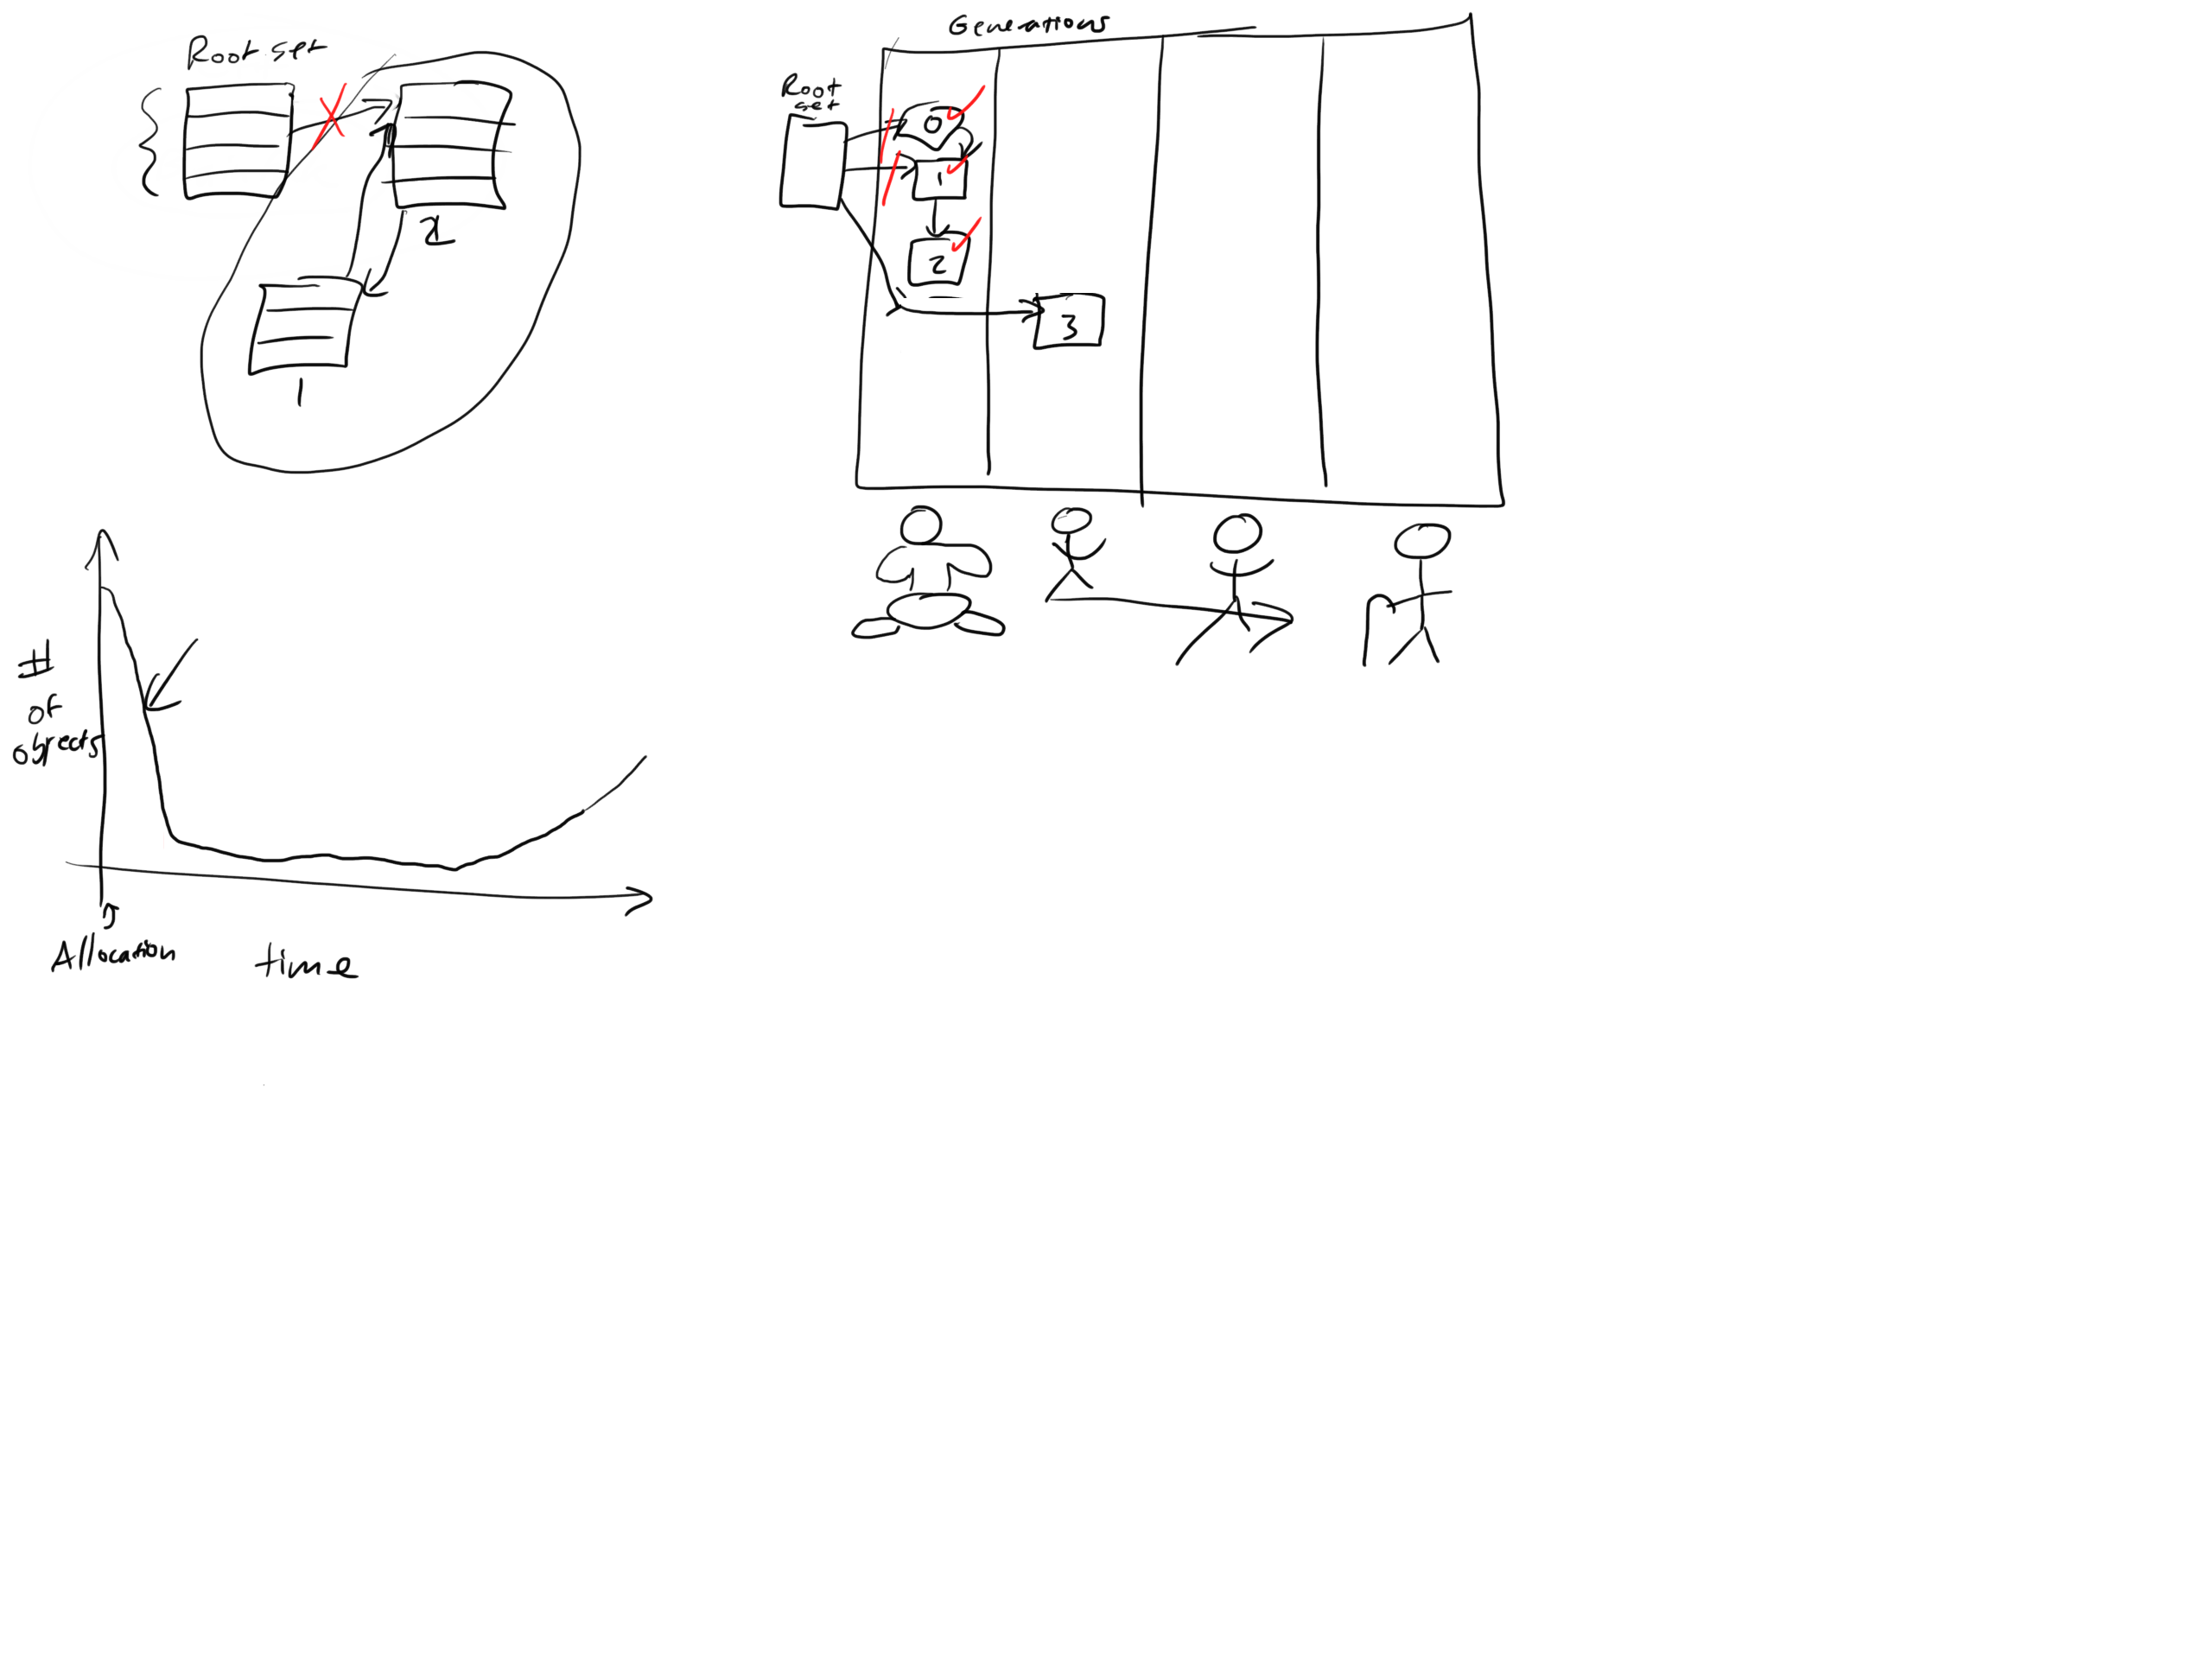 Root set
2
1
Generations
Root
set
0
1
2
3
#
of
objects
Allocation
time